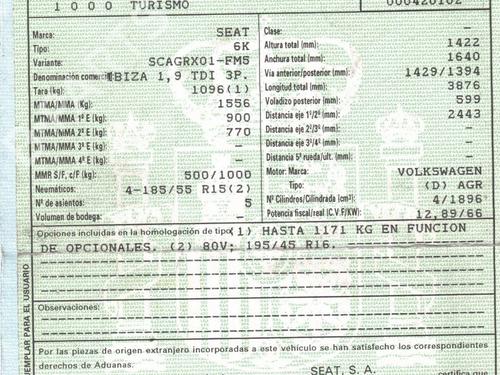 1 0 0 0 TURISMO 000420102
Marca: SEAT
Tipo: 6K
Variante: SCAGRX01-FM5
Denominación comercial: IBIZA 1,9 TDI 3P.
Tara (kg): 1096(1)
MTMA/MMA (Kg): 1556
MTMA/MMA 1º E (kg): 900
MTMA/MMA 2º E (kg): 770
MTMA/MMA 3º E (kg): –
MTMA/MMA 4º E (kg): –
MMR S/F, c/F (kg): 500/1000
Neumáticos: 4-185/55 R15(2)
Nº de asientos: 5
Volumen de bodega: –
Clase: –
Altura total (mm): 1422
Anchura total (mm): 1640
Vía anterior/posterior (mm): 1429/1394
Longitud total (mm): 3876
Voladizo posterior (mm): 599
Distancia eje 1º/2º (mm): 2443
Distancia eje 2º/3º (mm): –
Distancia eje 3º/4º (mm): –
Distancia 5ª rueda/ult. (mm): –
Motor: Marca: VOLKSWAGEN
Tipo: (D) AGR
Nº Cilindros/Cilindrada (cm³): 4/1896
Potencia fiscal/real (C.V.F/KW): 12,89/66
Opciones incluidas en la homologación de tipo: (1) HASTA 1171 KG EN FUNCION
DE OPCIONALES. (2) 80V; 195/45 R16.
Observaciones:
EJEMPLAR PARA EL USUARIO
Por las piezas de origen extranjero incorporadas a este vehículo se han satisfecho los correspondientes
derechos de Aduanas.
SEAT, S. A.
certifica que